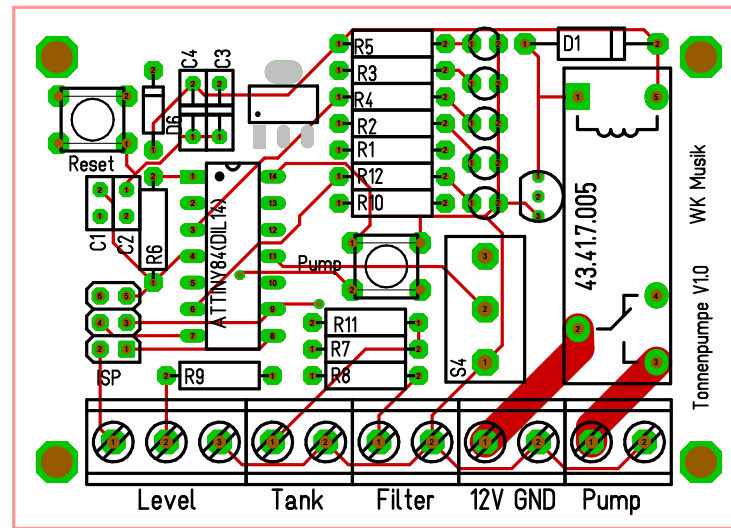 C4
C3
R5
D1
R3
R4
D6
R2
Reset
R1
R12
R10
C1
C2
R6
ATTINY84(DIL14)
Pump
43.41.7.005
WK Musik
Tonnenpumpe V1.0
ISP
R11
R7
R9
R8
S4
Level
Tank
Filter
12V GND
Pump